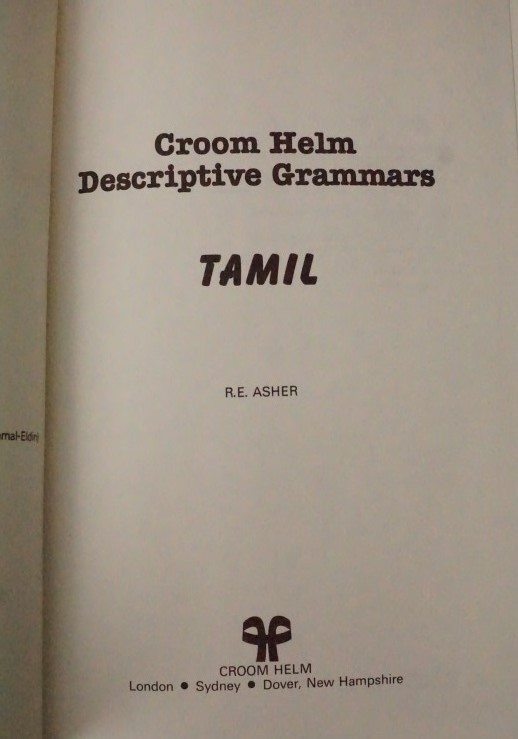 Croom Helm
Descriptive Grammars
TAMIL
R.E. ASHER
CROOM HELM
London ● Sydney ● Dover, New Hampshire